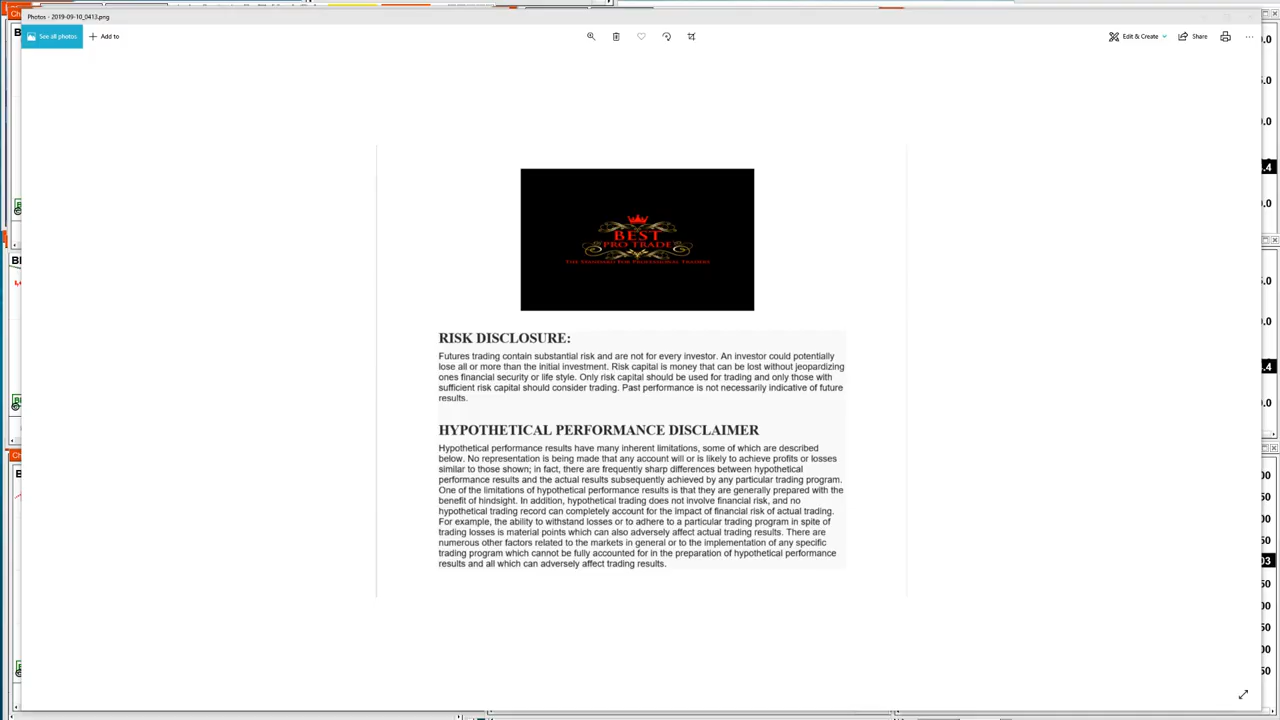 Photos - 2019-09-10_0413.png
See all photos
Add to
Edit & Create
Share
BEST
PRO TRADE
THE STANDARD FOR PROFESSIONAL TRADERS
RISK DISCLOSURE:
Futures trading contain substantial risk and are not for every investor. An investor could potentially
lose all or more than the initial investment. Risk capital is money that can be lost without jeopardizing
ones financial security or life style. Only risk capital should be used for trading and only those with
sufficient risk capital should consider trading. Past performance is not necessarily indicative of future
results.
HYPOTHETICAL PERFORMANCE DISCLAIMER
Hypothetical performance results have many inherent limitations, some of which are described
below. No representation is being made that any account will or is likely to achieve profits or losses
similar to those shown; in fact, there are frequently sharp differences between hypothetical
performance results and the actual results subsequently achieved by any particular trading program.
One of the limitations of hypothetical performance results is that they are generally prepared with the
benefit of hindsight. In addition, hypothetical trading does not involve financial risk, and no
hypothetical trading record can completely account for the impact of financial risk of actual trading.
For example, the ability to withstand losses or to adhere to a particular trading program in spite of
trading losses is material points which can also adversely affect actual trading results. There are
numerous other factors related to the markets in general or to the implementation of any specific
trading program which cannot be fully accounted for in the preparation of hypothetical performance
results and all which can adversely affect trading results.